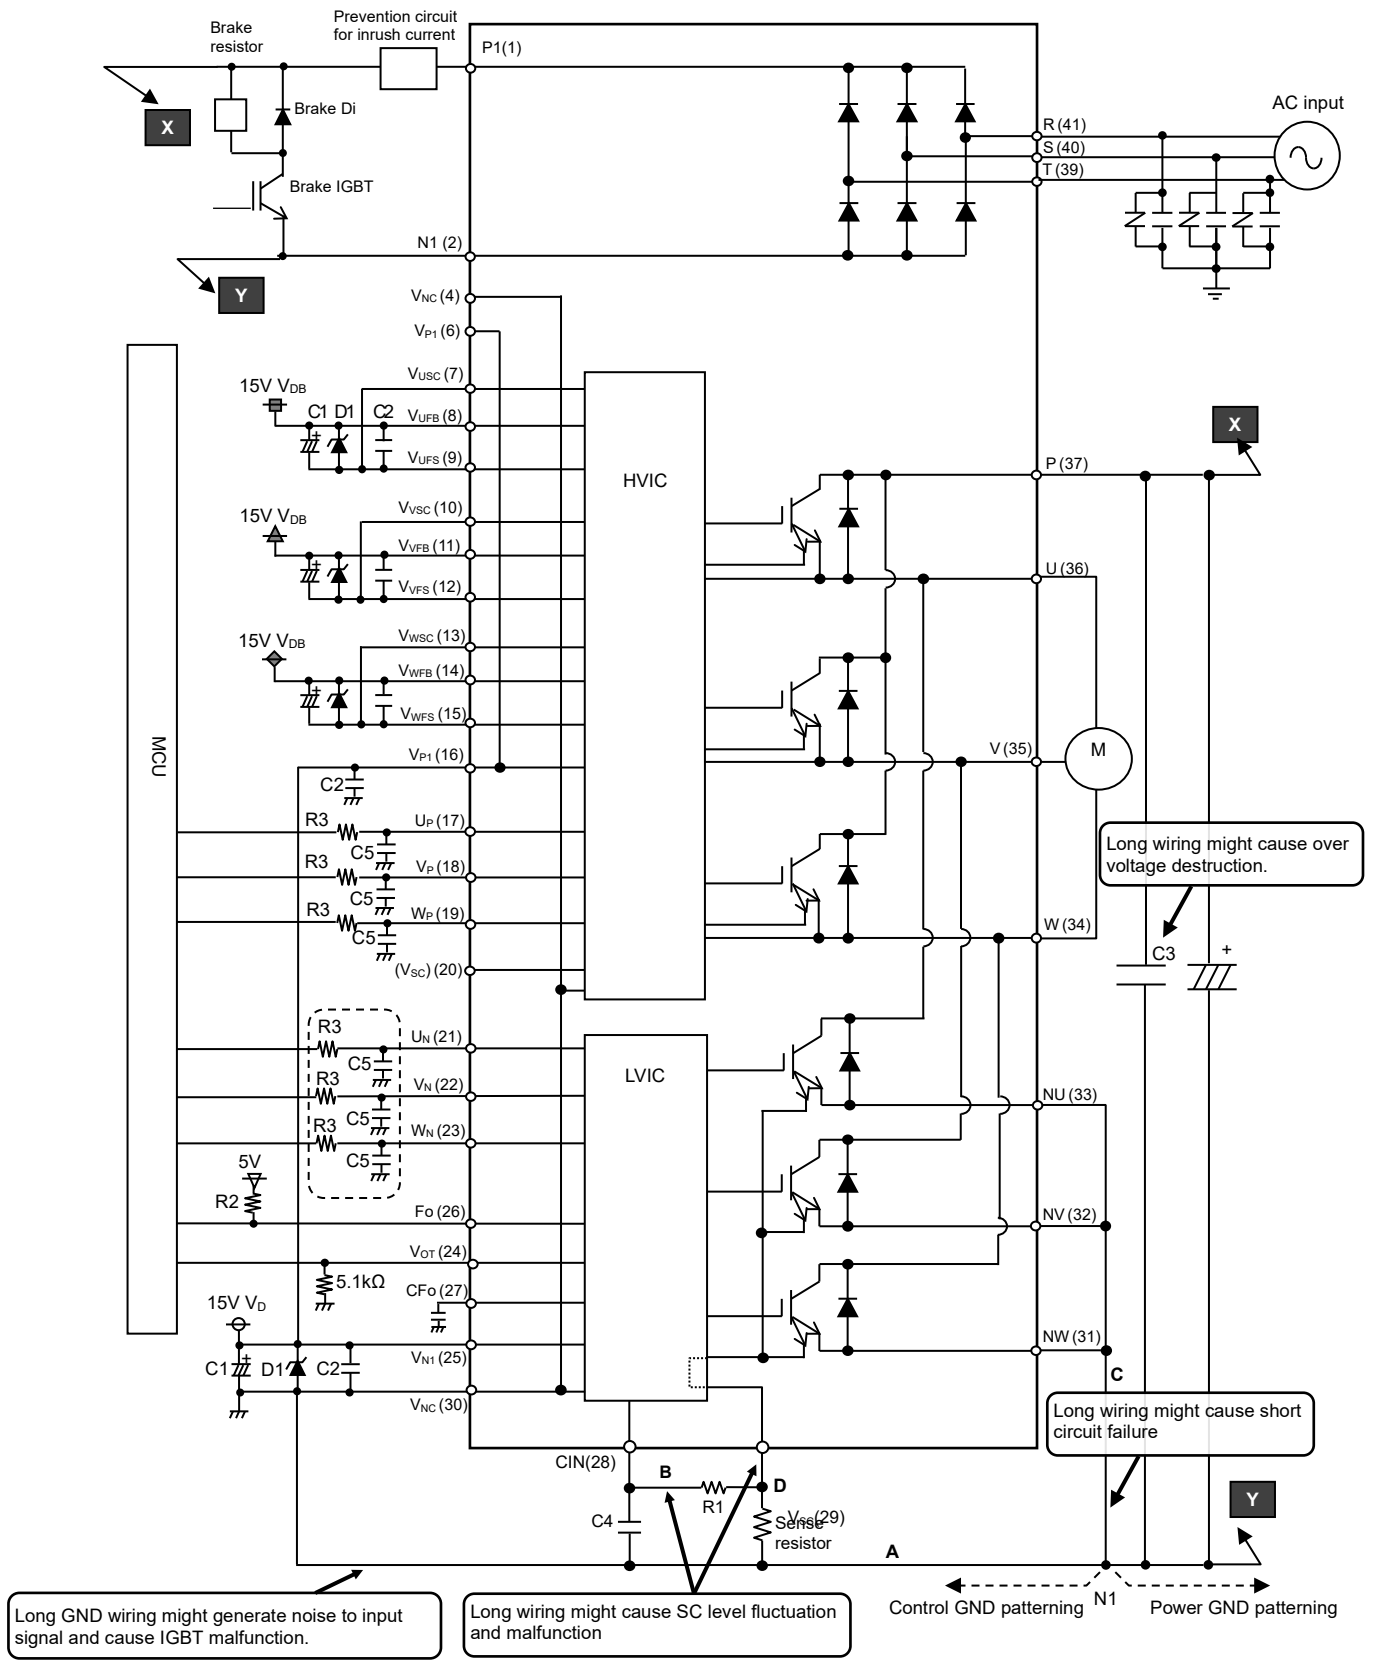 Prevention circuit
for inrush current
Brake
resistor
P1(1)
X
Brake Di
Brake IGBT
AC input
R (41)
S (40)
T (39)
N1 (2)
Y
VNC (4)
VP1 (6)
VUSC (7)
15V VDB
C1 D1 C2
VUFB (8)
VUFS (9)
X
P (37)
HVIC
VVSC (10)
15V VDB
VVFB (11)
VVFS (12)
U (36)
VWSC (13)
15V VDB
VWFB (14)
VWFS (15)
MCU
VP1 (16)
C2
V (35)
M
R3
UP (17)
C5
R3
VP (18)
C5
R3
WP (19)
C5
(VSC) (20)
W (34)
Long wiring might cause over
voltage destruction.
C3
+
R3
UN (21)
C5
R3
VN (22)
C5
R3
WN (23)
C5
LVIC
NU (33)
5V
R2
Fo (26)
NV (32)
VOT (24)
5.1kΩ
CFo (27)
15V VD
NW (31)
C1 D1 C2
VN1 (25)
VNC (30)
C
Long wiring might cause short
circuit failure
CIN(28)
B
R1
D
C4
VSC(29)
Sense
resistor
Y
A
N1
Control GND patterning
Power GND patterning
Long GND wiring might generate noise to input
signal and cause IGBT malfunction.
Long wiring might cause SC level fluctuation
and malfunction